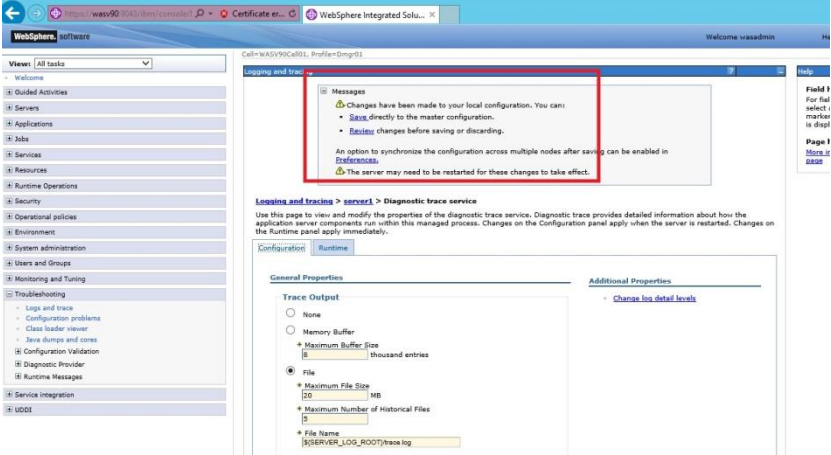 https://wasv90:9043/ibm/console/l
Certificate er...
WebSphere Integrated Solu...
WebSphere. software
Welcome wasadmin
He
Cell=WASV90Cell01, Profile=Dmgr01
View: All tasks
Welcome
Guided Activities
Servers
Applications
Jobs
Services
Resources
Runtime Operations
Security
Operational policies
Environment
System administration
Users and Groups
Monitoring and Tuning
Troubleshooting
Logs and trace
Configuration problems
Class loader viewer
Java dumps and cores
Configuration Validation
Diagnostic Provider
Runtime Messages
Service integration
UDDI
Logging and tracing
?
Messages
Changes have been made to your local configuration. You can:
Save directly to the master configuration.
Review changes before saving or discarding.
An option to synchronize the configuration across multiple nodes after saving can be enabled in
Preferences.
The server may need to be restarted for these changes to take effect.
Logging and tracing > server1 > Diagnostic trace service
Use this page to view and modify the properties of the diagnostic trace service. Diagnostic trace provides detailed information about how the
application server components run within this managed process. Changes on the Configuration panel apply when the server is restarted. Changes on
the Runtime panel apply immediately.
Configuration
Runtime
General Properties
Trace Output
None
Memory Buffer
* Maximum Buffer Size
8 thousand entries
File
* Maximum File Size
20 MB
* Maximum Number of Historical Files
5
* File Name
${SERVER_LOG_ROOT}/trace.log
Additional Properties
Change log detail levels
Help
Field h
For fiel
select a
marker
is displ
Page h
More in
page